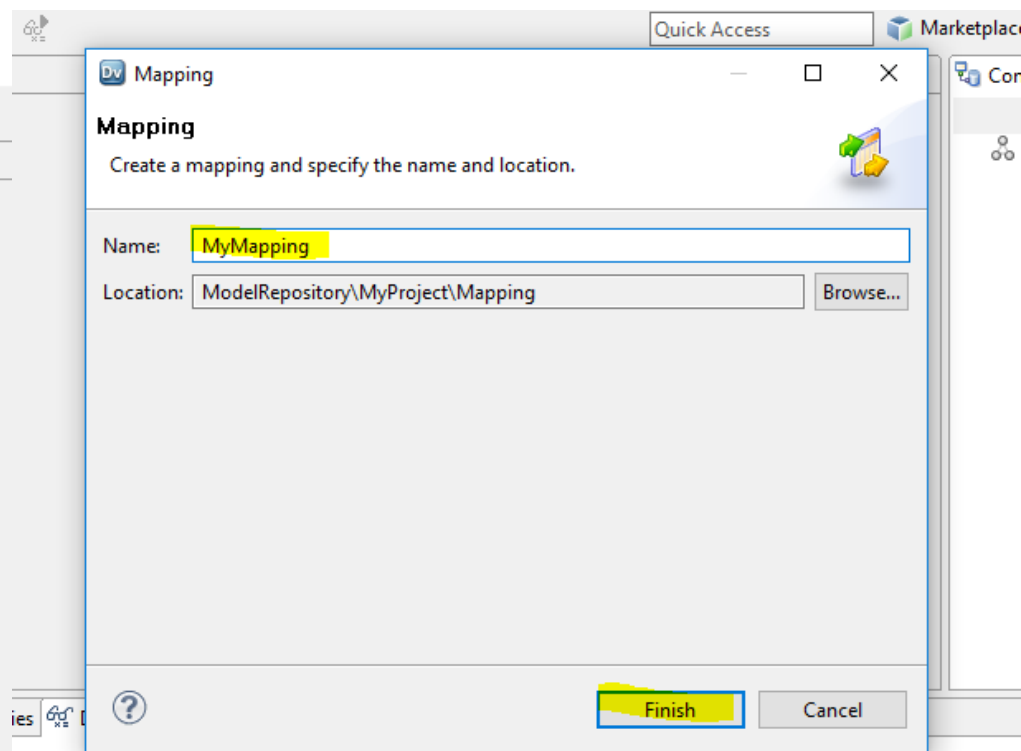 Quick Access
Marketplace
Dv Mapping
Mapping
Create a mapping and specify the name and location.
Name: MyMapping
Location: ModelRepository\MyProject\Mapping Browse...
?
Finish Cancel